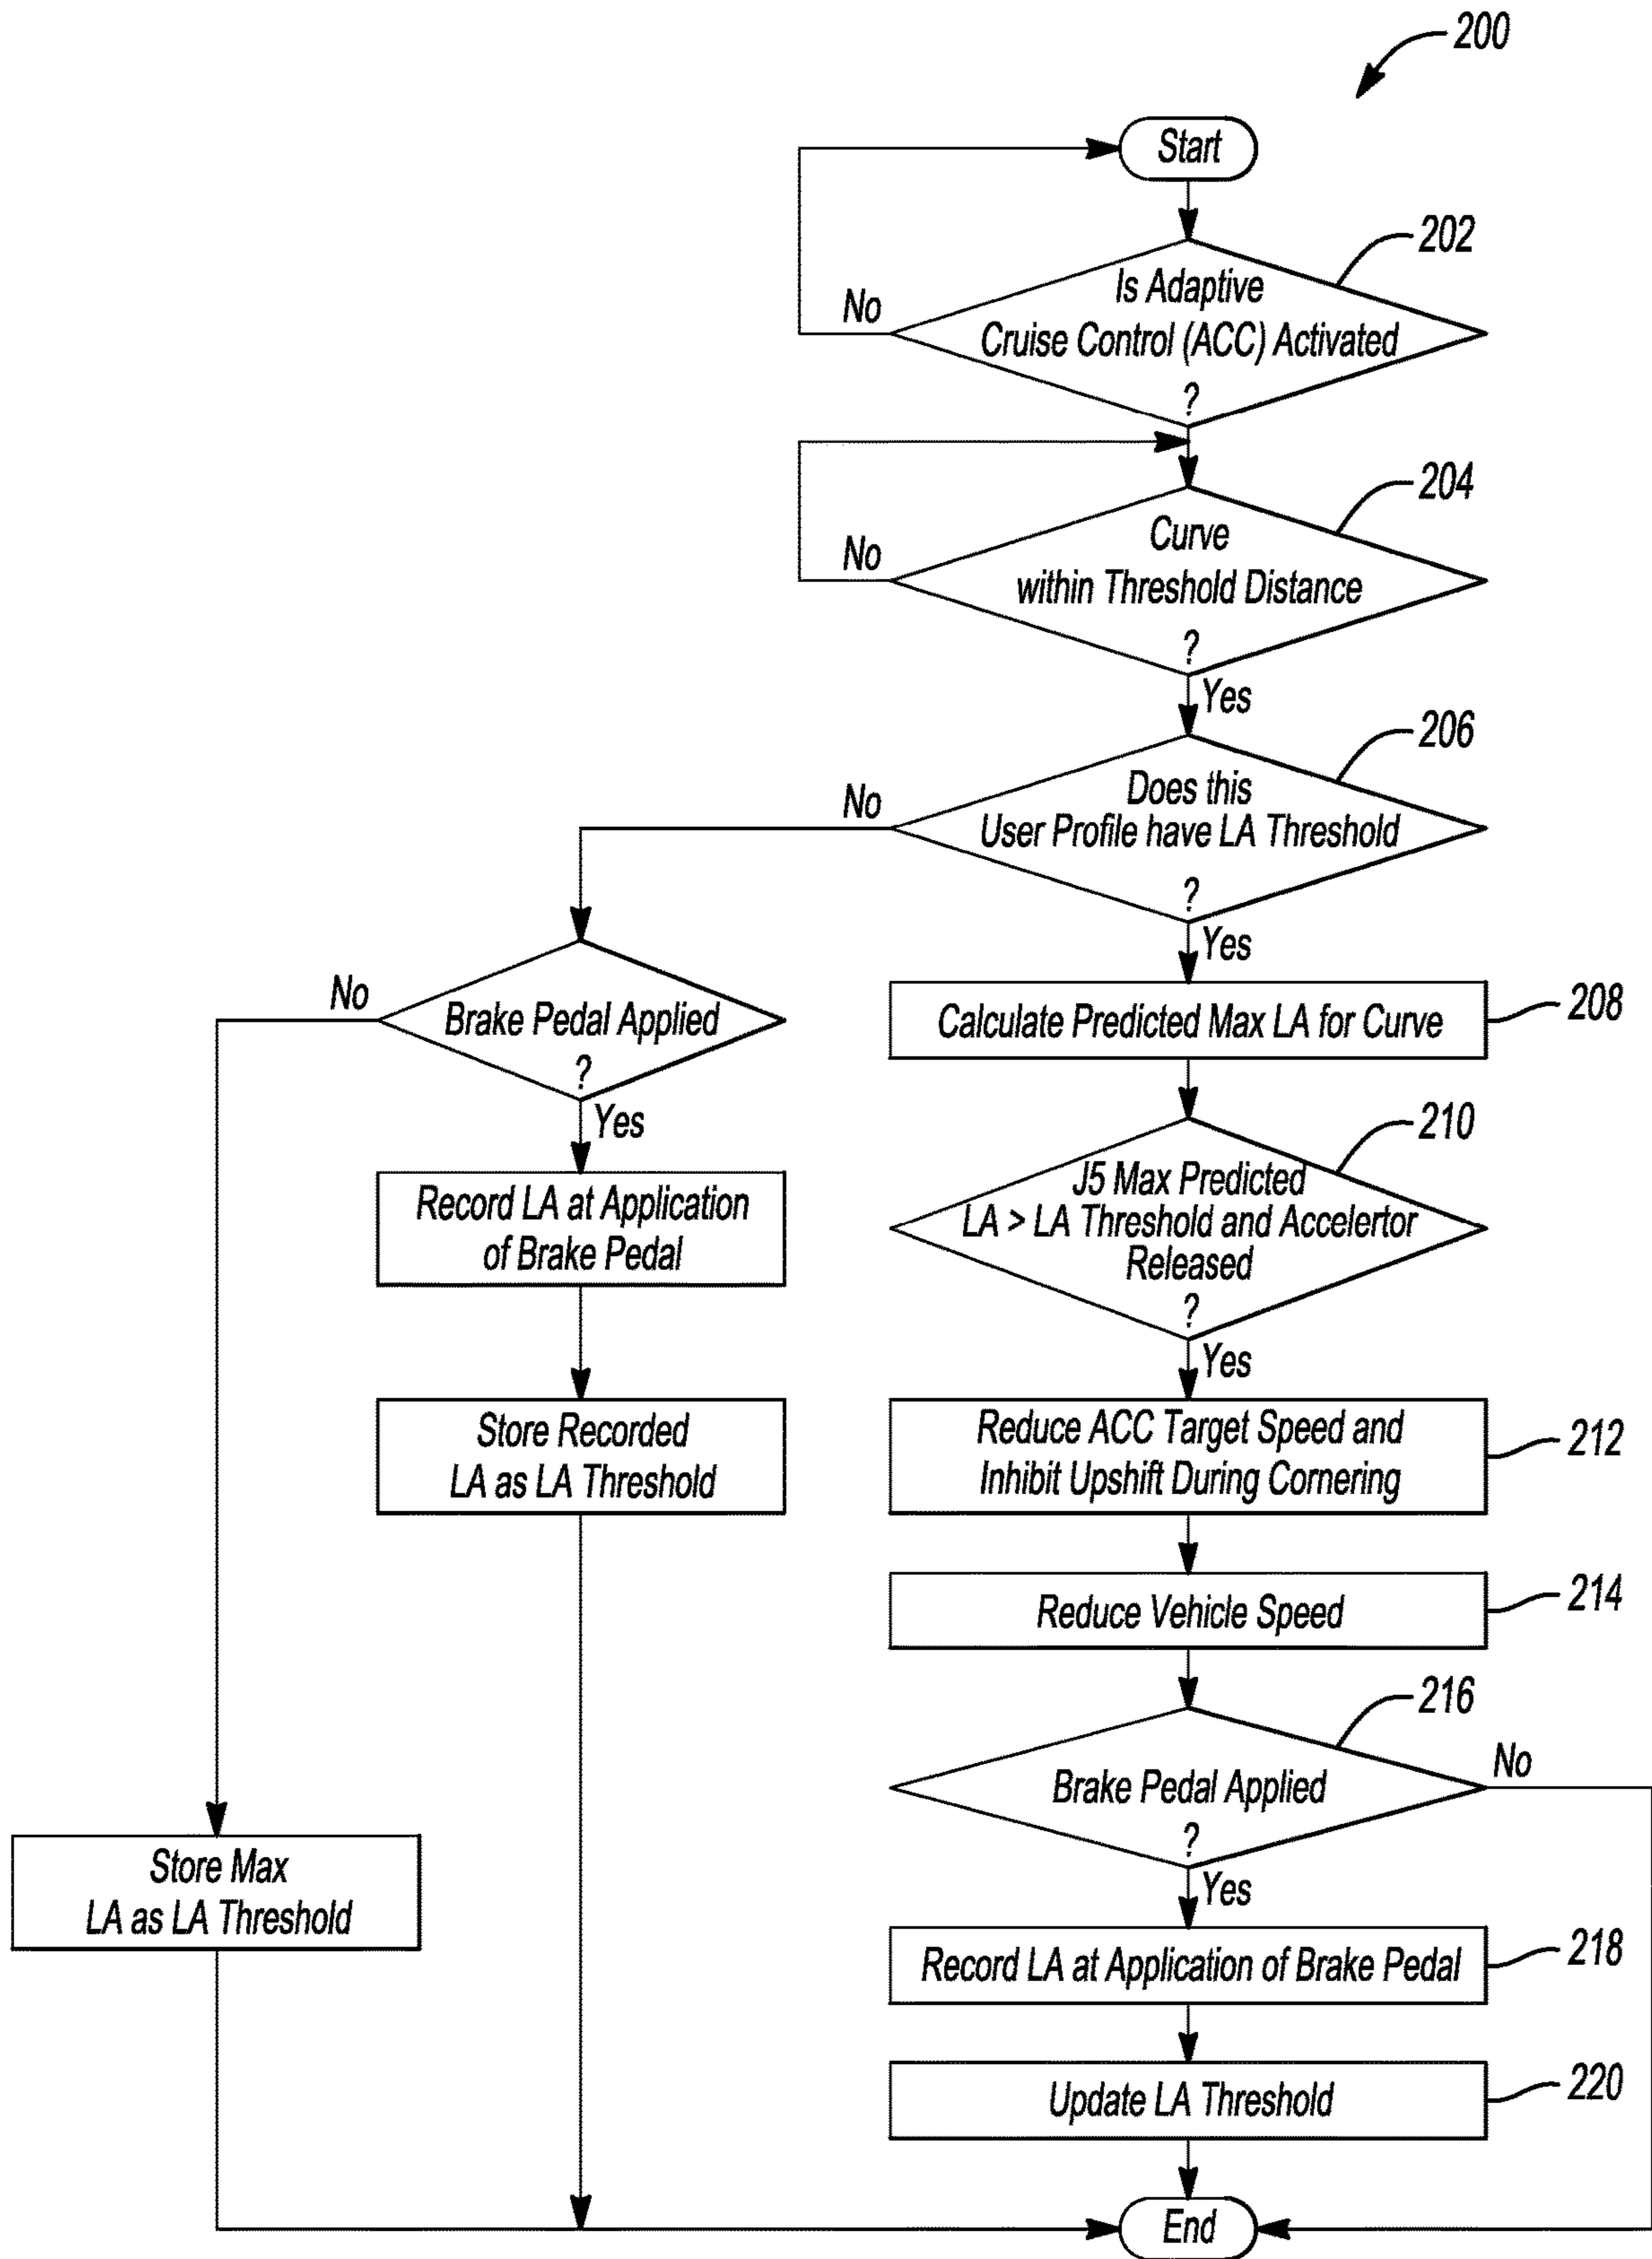 200
Start
202
Is Adaptive
Cruise Control (ACC) Activated
?
No
204
Curve
within Threshold Distance
?
No
Yes
206
Does this
User Profile have LA Threshold
?
No
Yes
Brake Pedal Applied
?
No
Yes
208
Calculate Predicted Max LA for Curve
210
J5 Max Predicted
LA > LA Threshold and Accelertor
Released
?
Yes
Record LA at Application
of Brake Pedal
Store Recorded
LA as LA Threshold
212
Reduce ACC Target Speed and
Inhibit Upshift During Cornering
214
Reduce Vehicle Speed
216
Brake Pedal Applied
?
No
Yes
Store Max
LA as LA Threshold
218
Record LA at Application of Brake Pedal
220
Update LA Threshold
End